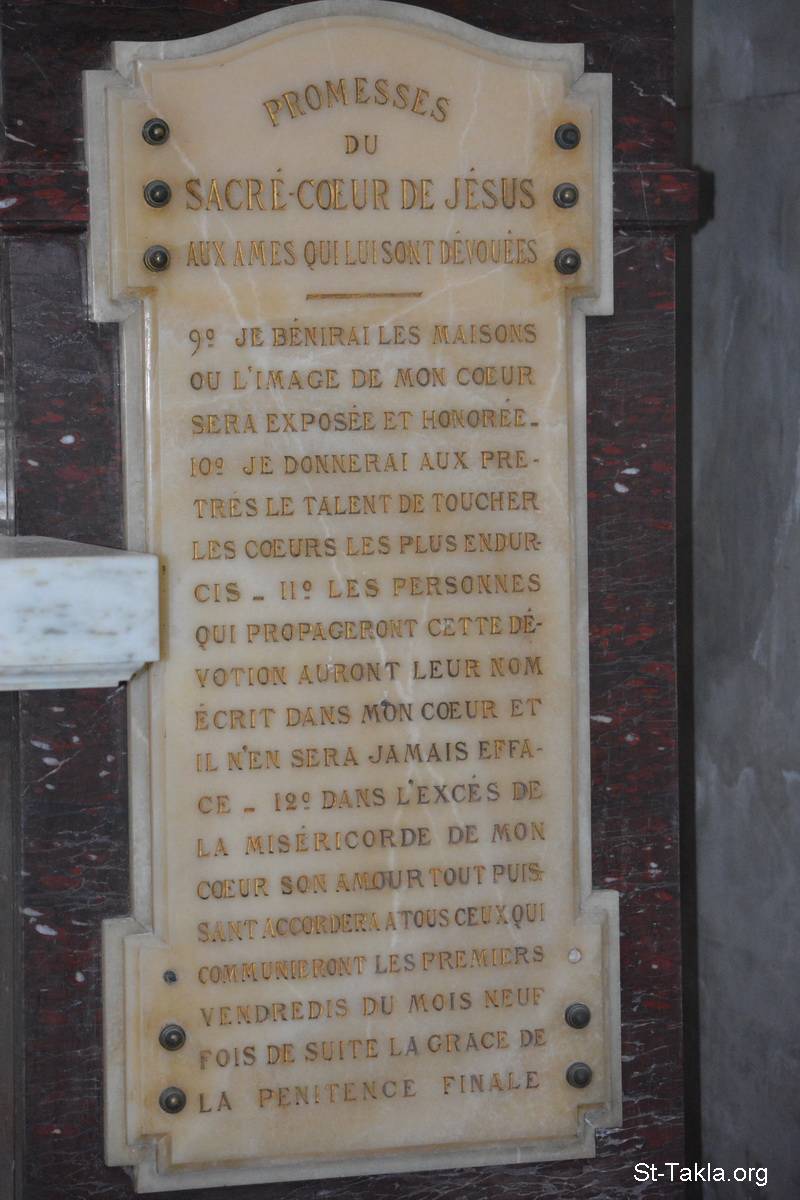 PROMESSES
DU
SACRÉ-CŒUR DE JÉSUS
AUX AMES QUI LUI SONT DÉVOUÉES
9º JE BÉNIRAI LES MAISONS
OU L'IMAGE DE MON CŒUR
SERA EXPOSÉE ET HONORÉE_
10º JE DONNERAI AUX PRE-
TRÉS LE TALENT DE TOUCHER
LES CŒURS LES PLUS ENDUR-
CIS _ 11º LES PERSONNES
QUI PROPAGERONT CETTE DÉ-
VOTION AURONT LEUR NOM
ÉCRIT DANS MON CŒUR ET
IL N'EN SERA JAMAIS EFFA-
CE _ 12º DANS L'EXCÉS DE
LA MISÉRICORDE DE MON
CŒUR SON AMOUR TOUT PUIS-
SANT ACCORDERA A TOUS CEUX QUI
COMMUNIERONT LES PREMIERS
VENDREDIS DU MOIS NEUF
FOIS DE SUITE LA GRACE DE
LA PENITENCE FINALE
St-Takla.org